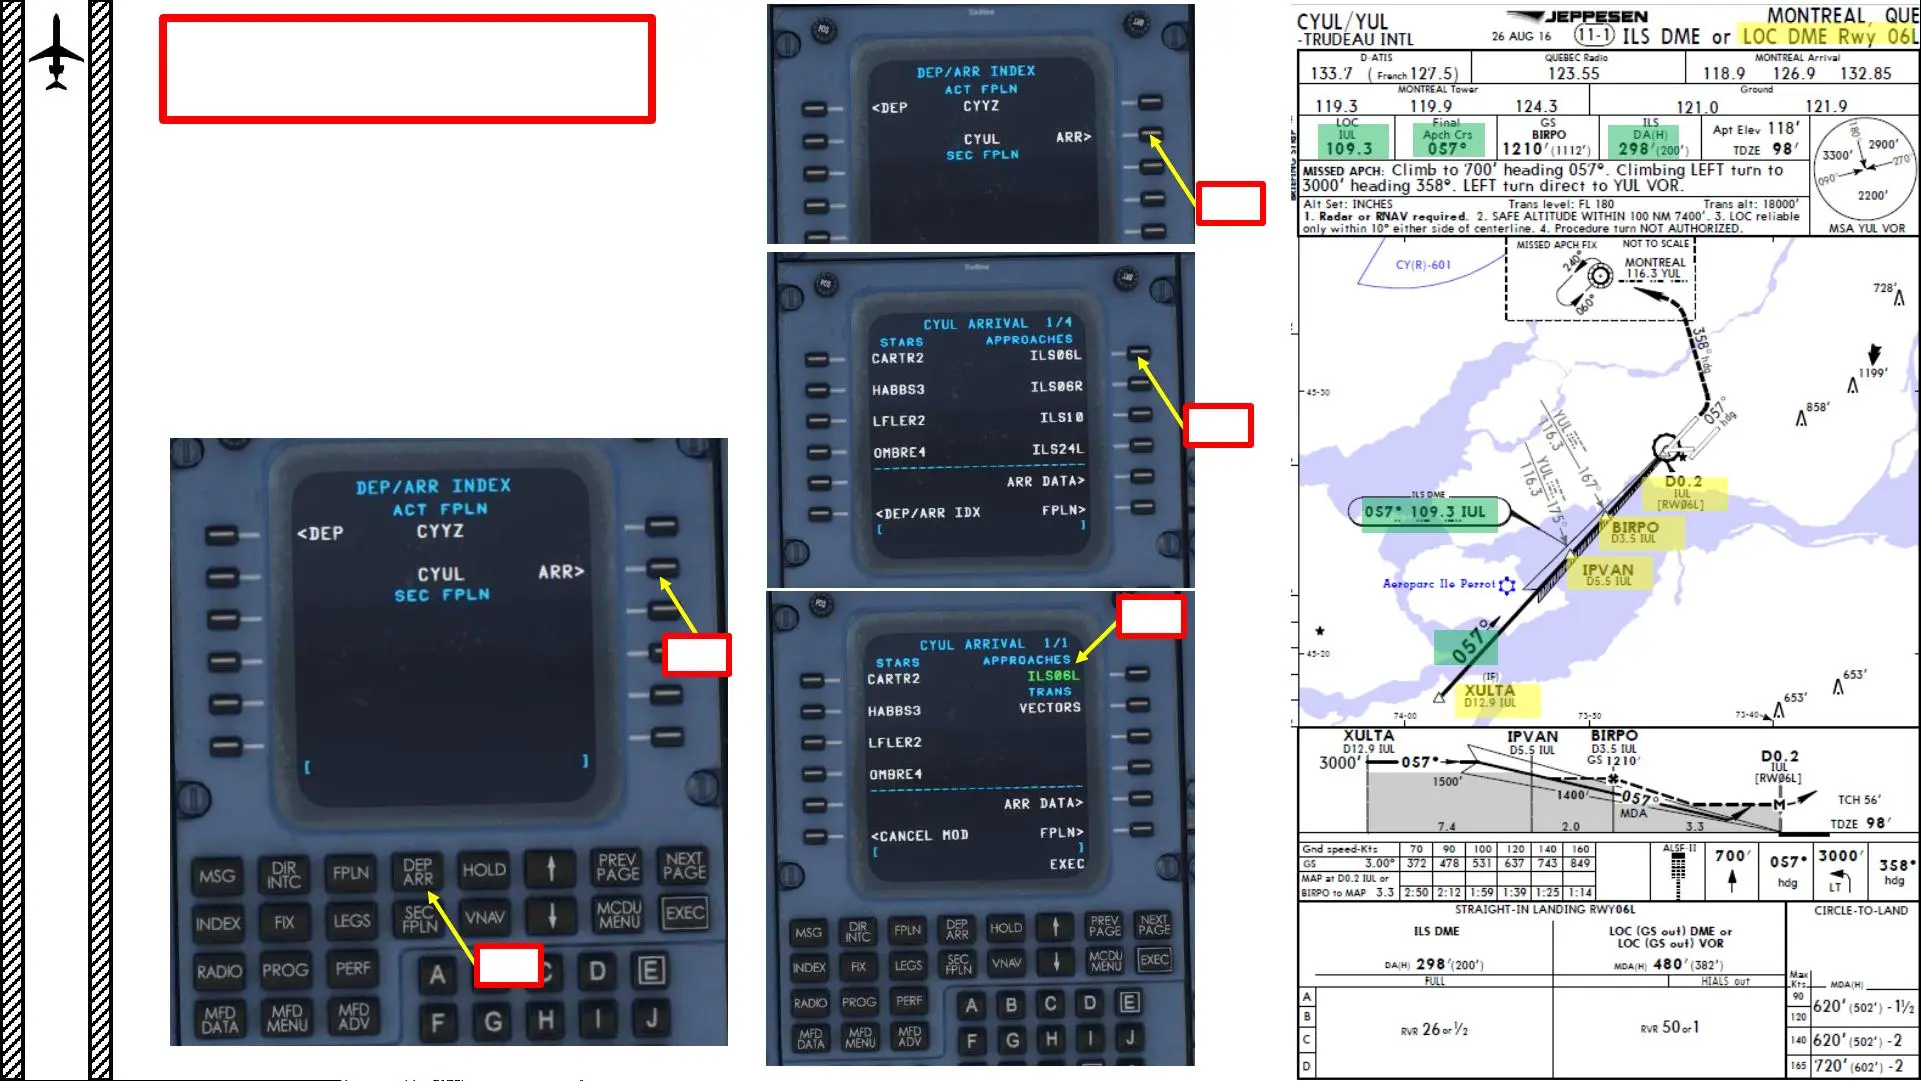 DEP/ARR INDEX
ACT FPLN
<DEP CYYZ
CYUL ARR>
SEC FPLN
[ ]
MSG DIR INTC FPLN DEP ARR HOLD ↑ PREV PAGE NEXT PAGE
INDEX FIX LEGS SEC FPLN VNAV ↓ MCDU MENU EXEC
RADIO PROG PERF A C D E
MFD DATA MFD MENU MFD ADV F G H I J
DEP/ARR INDEX
ACT FPLN
<DEP CYYZ
CYUL ARR>
SEC FPLN
CYUL ARRIVAL 1/4
STARS APPROACHES
CARTR2 ILS06L
HABBS3 ILS06R
LFLER2 ILS10
OMBRE4 ILS24L
ARR DATA>
<DEP/ARR IDX FPLN>
[ ]
CYUL ARRIVAL 1/1
STARS APPROACHES
CARTR2 ILS06L
TRANS
HABBS3 VECTORS
LFLER2
OMBRE4
ARR DATA>
<CANCEL MOD FPLN>
[ ]
EXEC
MSG DIR INTC FPLN DEP ARR HOLD ↑ PREV PAGE NEXT PAGE
INDEX FIX LEGS SEC FPLN VNAV ↓ MCDU MENU EXEC
RADIO PROG PERF A B C D E
MFD DATA MFD MENU MFD ADV F G H I J
CYUL/YUL JEPPESEN MONTREAL, QUE
-TRUDEAU INTL 26 AUG 16 11-1 ILS DME or LOC DME Rwy 06L
D-ATIS QUEBEC Radio MONTREAL Arrival
133.7 (French 127.5) 123.55 118.9 126.9 132.85
MONTREAL Tower Ground
119.3 119.9 124.3 121.0 121.9
LOC IUL 109.3
Final Apch Crs 057°
GS BIRPO 1210' (1112')
ILS DA(H) 298' (200')
Apt Elev 118'
TDZE 98'
MISSED APCH: Climb to 700' heading 057°. Climbing LEFT turn to
3000' heading 358°. LEFT turn direct to YUL VOR.
Alt Set: INCHES Trans level: FL 180 Trans alt: 18000'
1. Radar or RNAV required. 2. SAFE ALTITUDE WITHIN 100 NM 7400'. 3. LOC reliable
only within 10° either side of centerline. 4. Procedure turn NOT AUTHORIZED.
180° 3300' 2900' 270° 090° 2200'
MSA YUL VOR
MISSED APCH FIX NOT TO SCALE
CY(R)-601
240° 060°
MONTREAL
116.3 YUL
728'
358° hdg
1199'
45-30
858'
057° hdg
YUL 116.3 167°
YUL 116.3 175°
D0.2
IUL
[RW06L]
ILS DME
057° 109.3 IUL
BIRPO
D3.5 IUL
IPVAN
D5.5 IUL
Aeroparc Ile Perrot
057°
45-20
(IF)
XULTA
D12.9 IUL
653'
653'
74-00 73-50 73-40
XULTA D12.9 IUL
IPVAN D5.5 IUL
BIRPO D3.5 IUL
GS 1210'
D0.2
IUL
[RW06L]
3000' 057°
1500'
1400'
057°
MDA
M
TCH 56'
TDZE 98'
7.4 2.0 3.3
Gnd speed-Kts 70 90 100 120 140 160
GS 3.00° 372 478 531 637 743 849
MAP at D0.2 IUL or
BIRPO to MAP 3.3 2:50 2:12 1:59 1:39 1:25 1:14
ALSF-II 700' 057° hdg 3000' LT 358° hdg
STRAIGHT-IN LANDING RWY06L CIRCLE-TO-LAND
ILS DME
LOC (GS out) DME or
LOC (GS out) VOR
DA(H) 298' (200') MDA(H) 480' (382')
FULL HIALS out
Max Kts. MDA(H)
A B C D
RVR 26 or ½
RVR 50 or 1
90
120 620' (502') - 1½
140 620' (502') - 2
165 720' (602') - 2